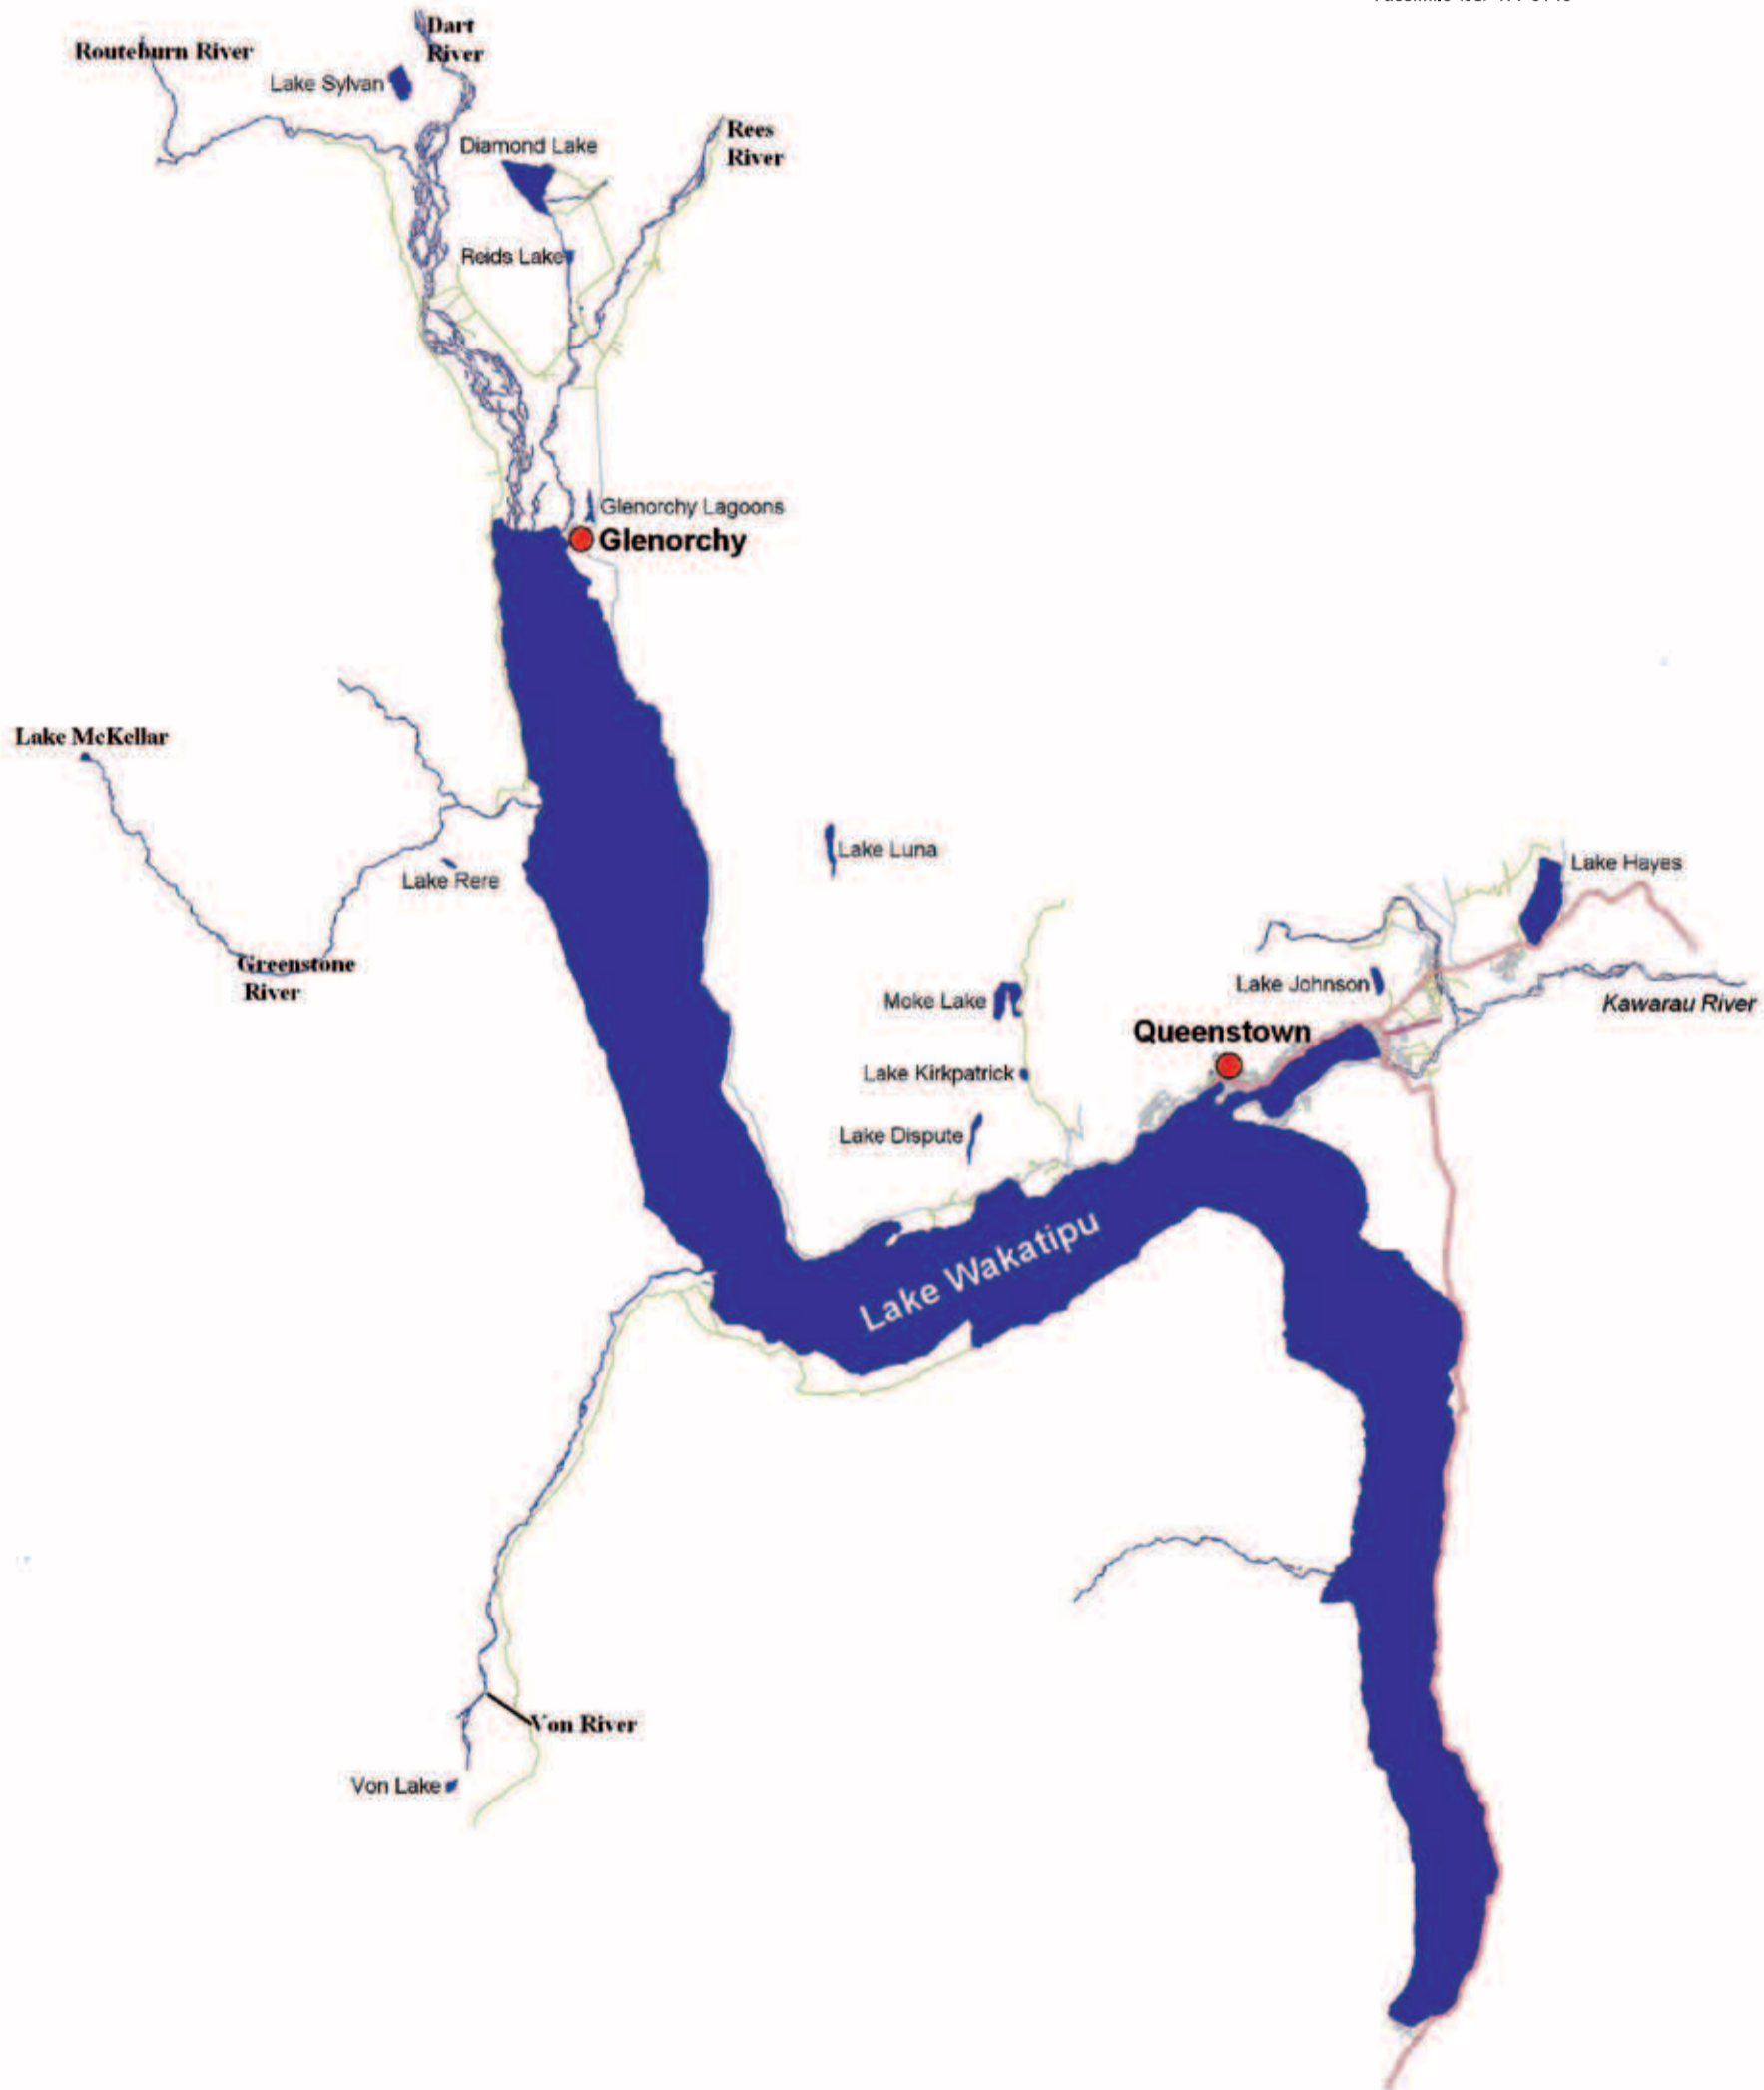 Dart
River
Routeburn River
Lake Sylvan
Rees
River
Diamond Lake
Reids Lake
Glenorchy Lagoons
Glenorchy
Lake McKellar
Lake Luna
Lake Hayes
Lake Rere
Greenstone
River
Lake Johnson
Moke Lake
Kawarau River
Queenstown
Lake Kirkpatrick
Lake Dispute
Lake Wakatipu
Von River
Von Lake